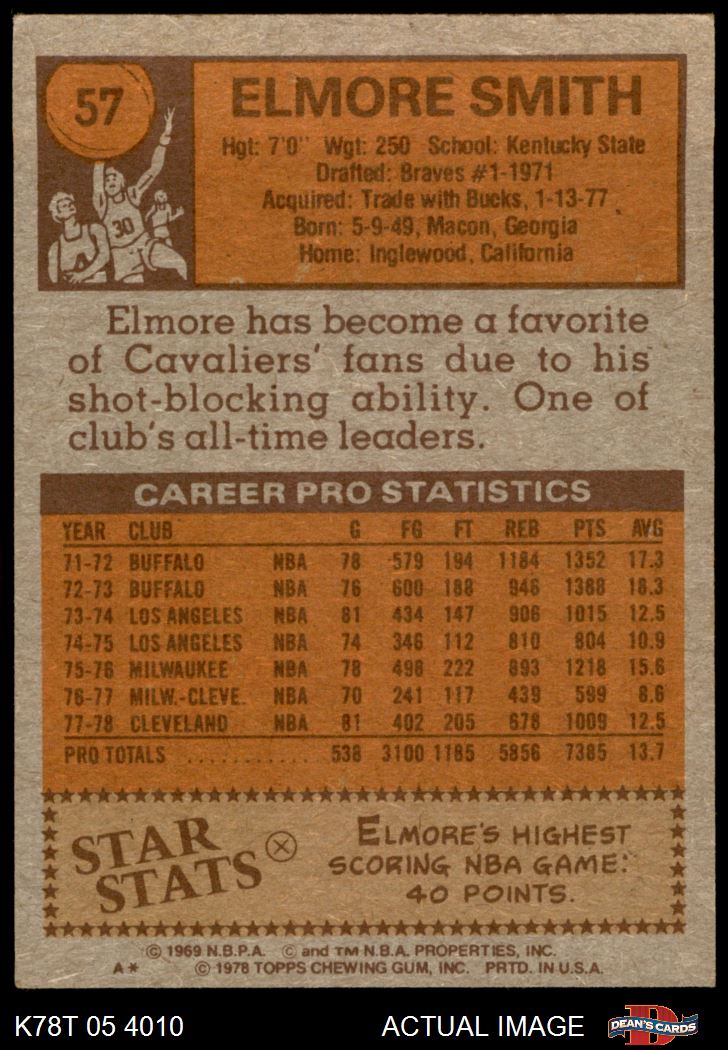 57
ELMORE SMITH
Hgt: 7'0" Wgt: 250 School: Kentucky State
Drafted: Braves #1-1971
Acquired: Trade with Bucks, 1-13-77
Born: 5-9-49, Macon, Georgia
Home: Inglewood, California
30
Elmore has become a favorite
of Cavaliers' fans due to his
shot-blocking ability. One of
club's all-time leaders.
CAREER PRO STATISTICS
YEAR CLUB G FG FT REB PTS AVG
71-72 BUFFALO NBA 78 579 194 1184 1352 17.3
72-73 BUFFALO NBA 76 600 188 946 1388 18.3
73-74 LOS ANGELES NBA 81 434 147 906 1015 12.5
74-75 LOS ANGELES NBA 74 346 112 810 804 10.9
75-76 MILWAUKEE NBA 78 498 222 893 1218 15.6
76-77 MILW.-CLEVE. NBA 70 241 117 439 599 8.6
77-78 CLEVELAND NBA 81 402 205 678 1009 12.5
PRO TOTALS ........... 538 3100 1185 5856 7385 13.7
STAR
STATS
ELMORE'S HIGHEST
SCORING NBA GAME:
40 POINTS.
© 1969 N.B.P.A. © and TM N.B.A. PROPERTIES, INC.
A* © 1978 TOPPS CHEWING GUM, INC. PRTD. IN U.S.A.
K78T 05 4010 ACTUAL IMAGE D DEAN'S CARDS